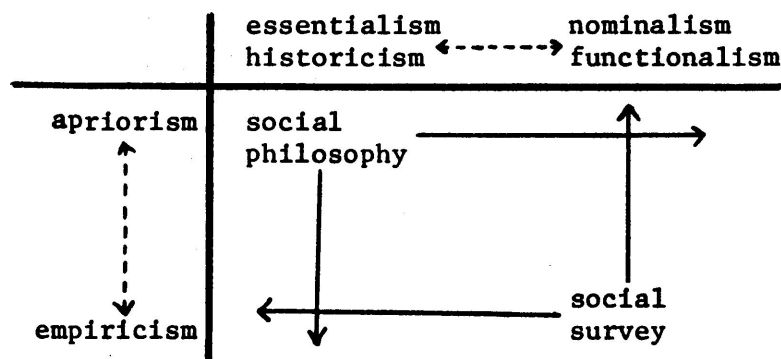 essentialism nominalism
historicism functionalism
apriorism social
philosophy
social
empiricism survey